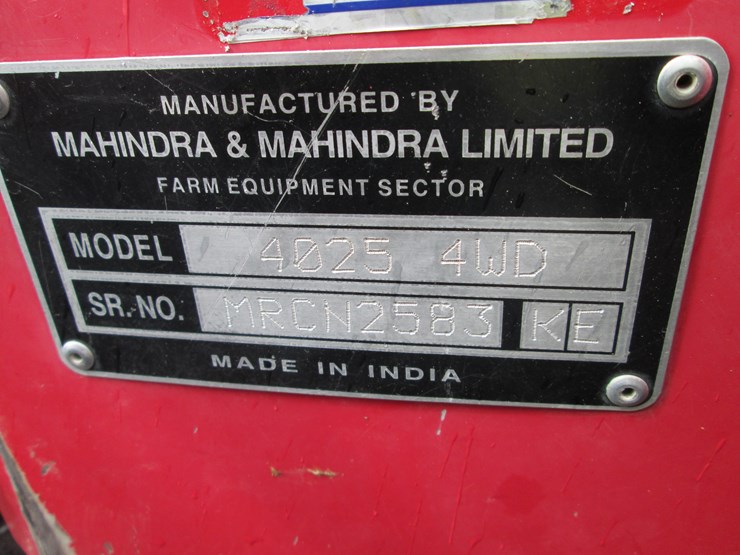 MANUFACTURED BY
MAHINDRA & MAHINDRA LIMITED
FARM EQUIPMENT SECTOR
MODEL 4025 4WD
SR. NO. MRCN2583 KE
MADE IN INDIA